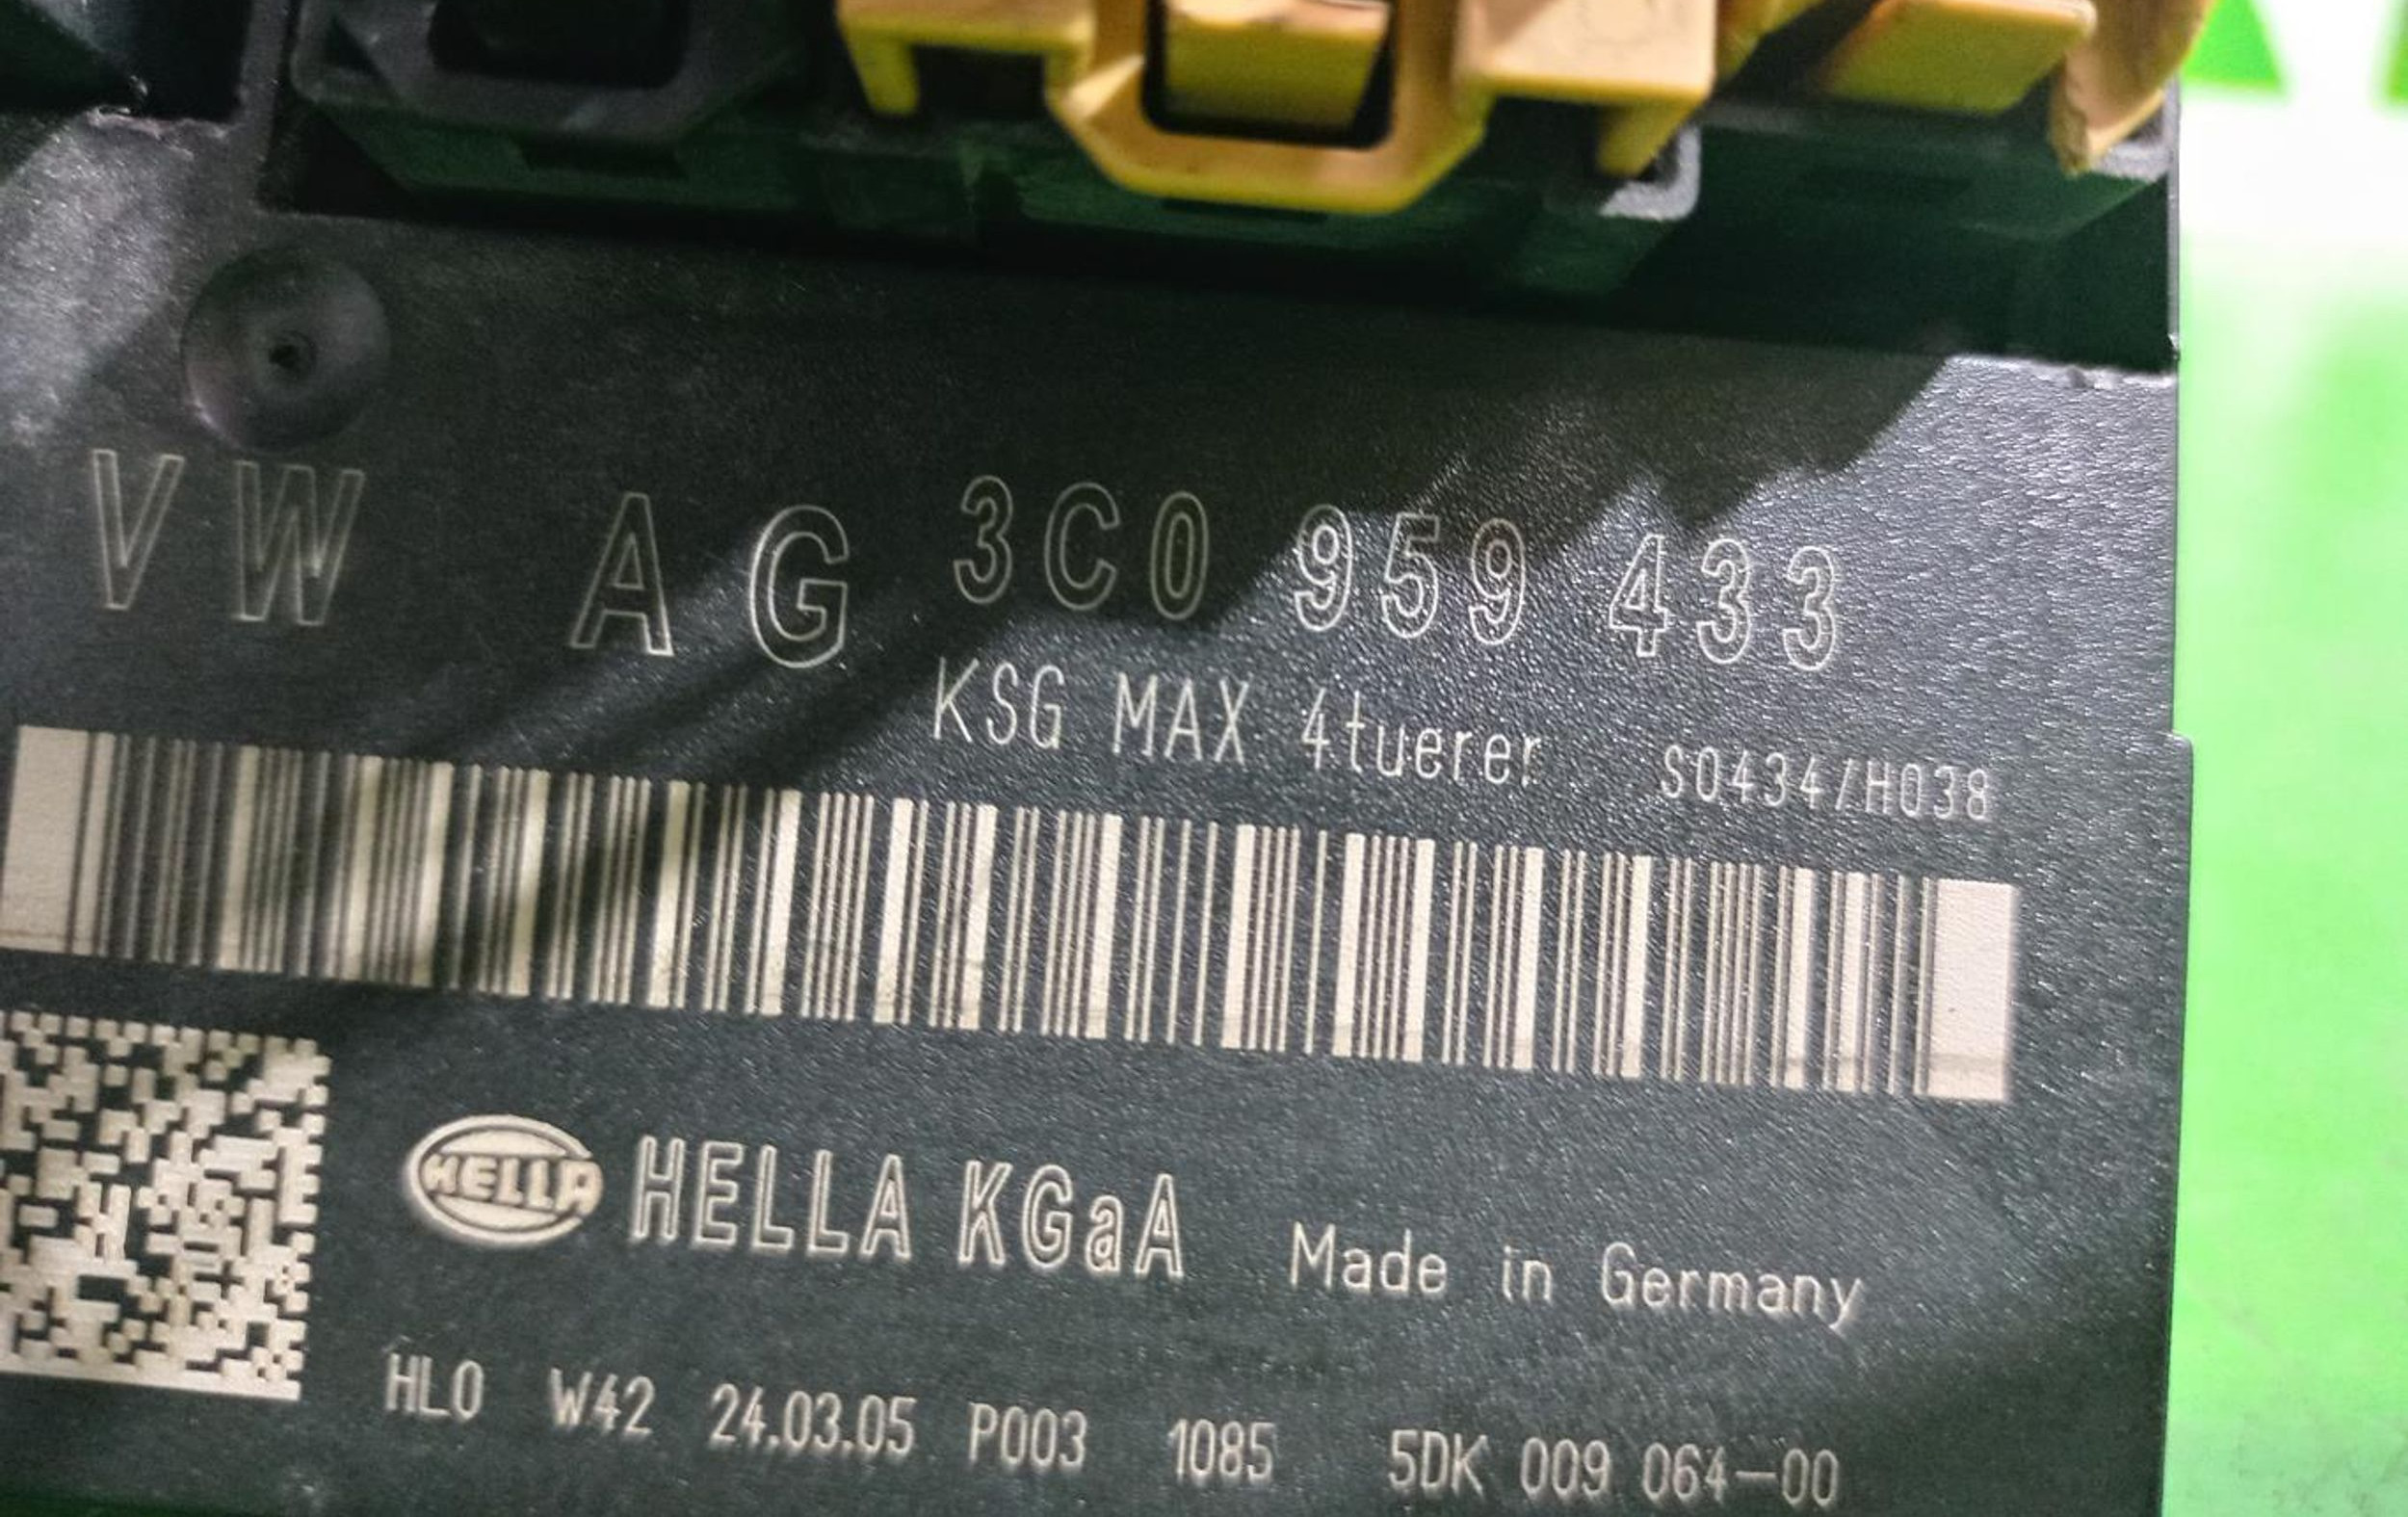 VW AG 3C0 959 433
KSG MAX 4tuerer S0434/H038
HELLA HELLA KGaA Made in Germany
HLO W42 24.03.05 P003 1085 5DK 009 064-00